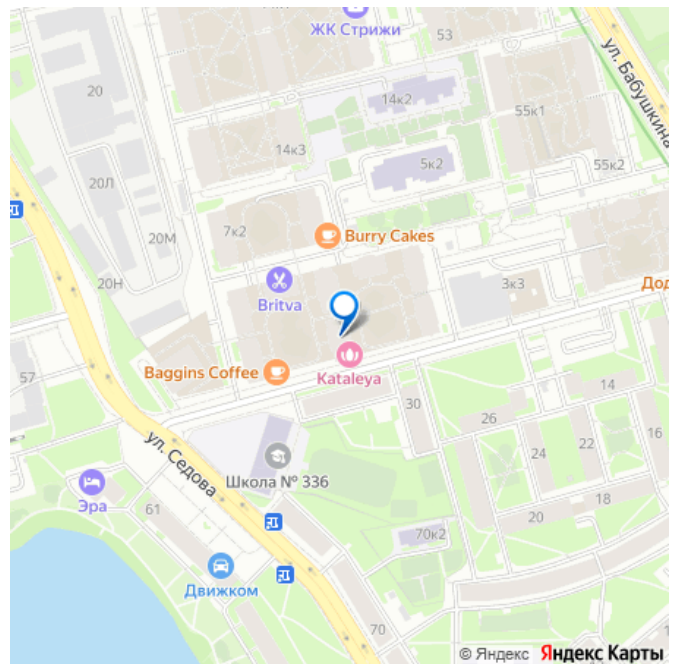 ЖК Стрижи
53
ул. Бабушкина
20
14к2
55к1
14к3
5к2
55к2
20Л
7к2
20М
Burry Cakes
20Н
3к3
Britva
Дод
Baggins Coffee
Kataleya
57
14
30
26
16
ул. Седова
24
22
Школа № 336
Эра
61
18
20
70к2
Движком
70
© Яндекс Яндекс Карты